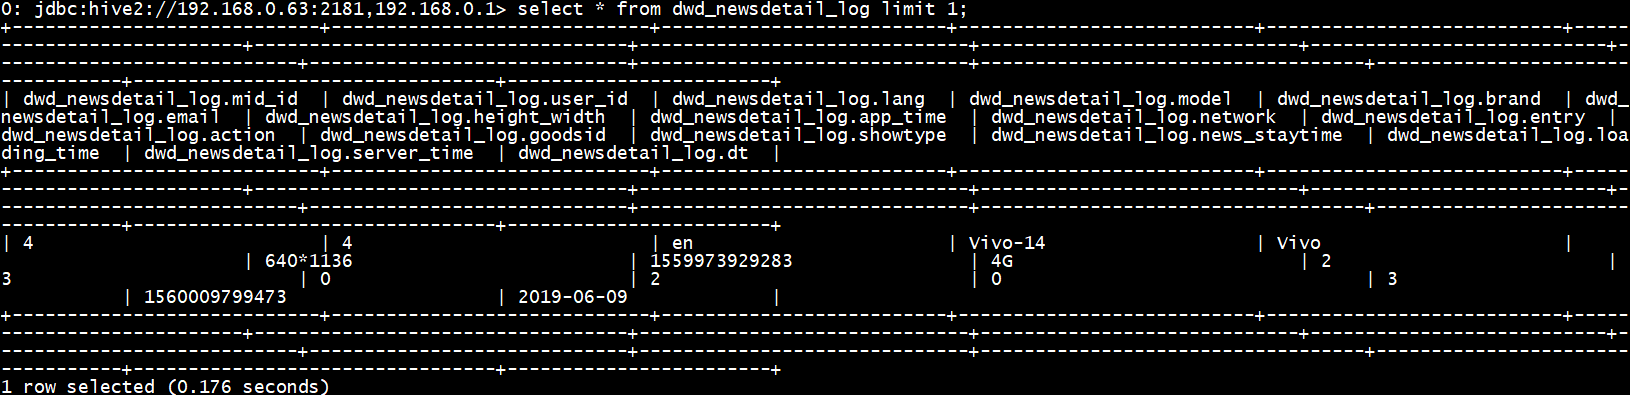 0: jdbc:hive2://192.168.0.63:2181,192.168.0.1> select * from dwd_newsdetail_log limit 1;
+---------------------------+---------------------------+-------------------------+--------------------------+--------------------------+-----
--------------------+-------------------------------+----------------------------+---------------------------+-------------------------+-
-------------------------+---------------------------+----------------------------+--------------------------------+---------------------
----------+------------------------------+----------------------+
| dwd_newsdetail_log.mid_id | dwd_newsdetail_log.user_id | dwd_newsdetail_log.lang | dwd_newsdetail_log.model | dwd_newsdetail_log.brand | dwd_
newsdetail_log.email | dwd_newsdetail_log.height_width | dwd_newsdetail_log.app_time | dwd_newsdetail_log.network | dwd_newsdetail_log.entry |
dwd_newsdetail_log.action | dwd_newsdetail_log.goodsid | dwd_newsdetail_log.showtype | dwd_newsdetail_log.news_staytime | dwd_newsdetail_log.loa
ding_time | dwd_newsdetail_log.server_time | dwd_newsdetail_log.dt |
+---------------------------+---------------------------+-------------------------+--------------------------+--------------------------+-----
--------------------+-------------------------------+----------------------------+---------------------------+-------------------------+-
-------------------------+---------------------------+----------------------------+--------------------------------+---------------------
----------+------------------------------+----------------------+
| 4 | 4 | en | Vivo-14 | Vivo |
| 640*1136 | 1559973929283 | 4G | 2 |
3 | 0 | 2 | 0 | 3
| 1560009799473 | 2019-06-09 |
+---------------------------+---------------------------+-------------------------+--------------------------+--------------------------+-----
--------------------+-------------------------------+----------------------------+---------------------------+-------------------------+-
-------------------------+---------------------------+----------------------------+--------------------------------+---------------------
----------+------------------------------+----------------------+
1 row selected (0.176 seconds)